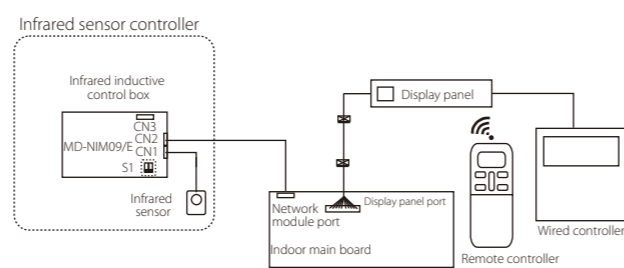 Infrared sensor controller
Infrared inductive
control box
CN3
CN2
MD-NIM09/E CN1
S1
Infrared
sensor
Display panel
Network
module port
Display panel port
Indoor main board
Remote controller
Wired controller